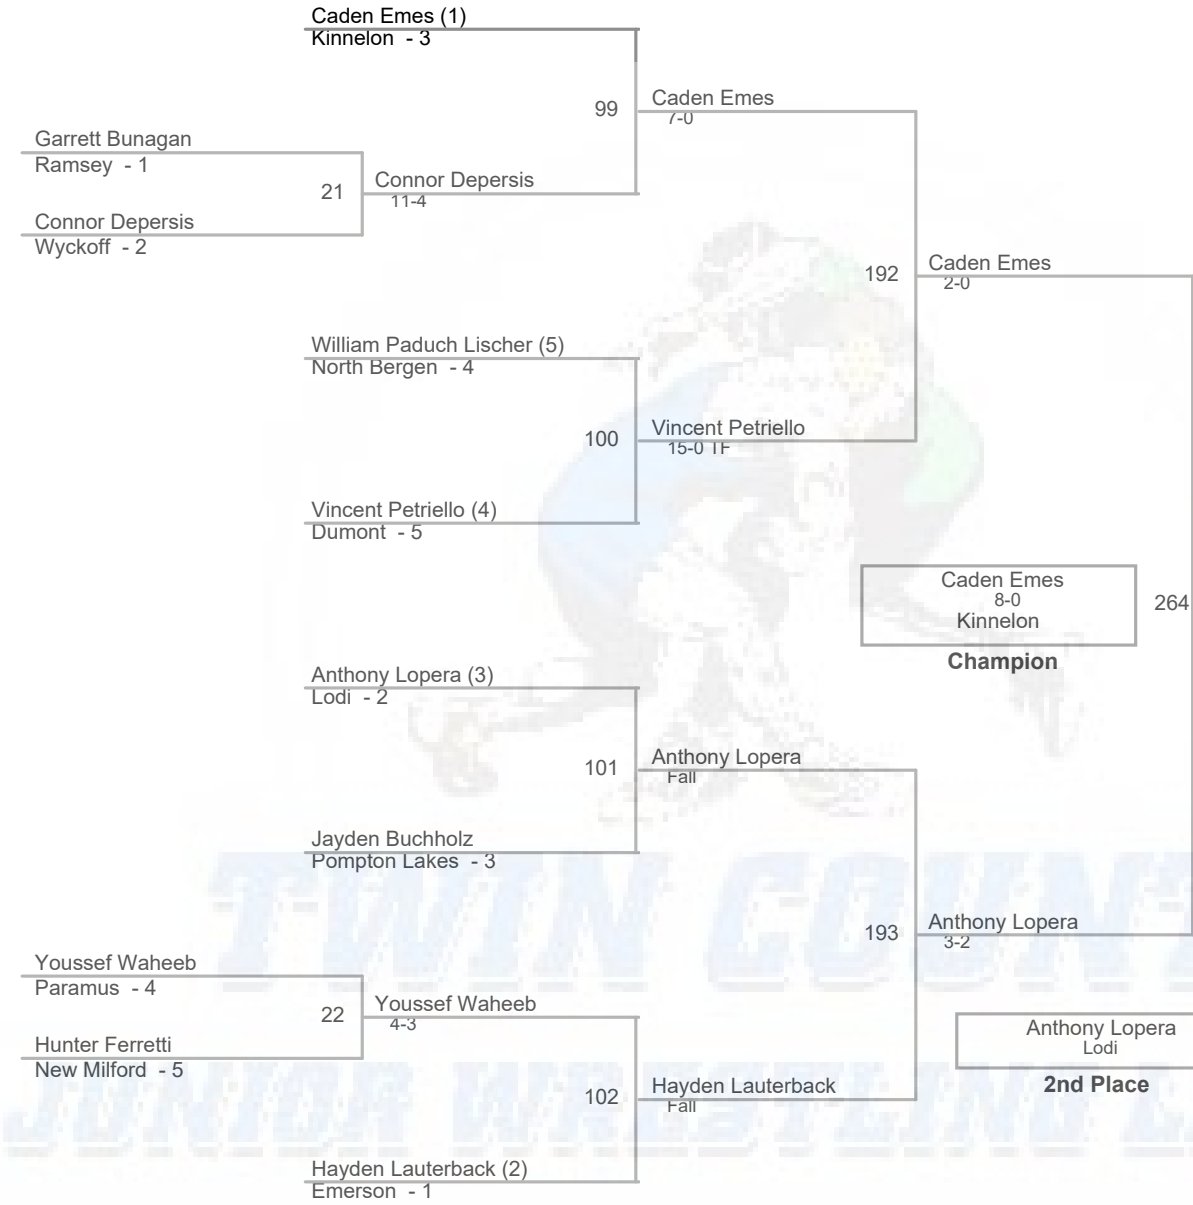 Caden Emes (1)
Kinnelon - 3
99
Caden Emes
7-0
Garrett Bunagan
Ramsey - 1
21
Connor Depersis
11-4
Connor Depersis
Wyckoff - 2
192
Caden Emes
2-0
William Paduch Lischer (5)
North Bergen - 4
100
Vincent Petriello
15-0 TF
Vincent Petriello (4)
Dumont - 5
Caden Emes
8-0
Kinnelon
Champion
264
Anthony Lopera (3)
Lodi - 2
101
Anthony Lopera
Fall
Jayden Buchholz
Pompton Lakes - 3
193
Anthony Lopera
3-2
Youssef Waheeb
Paramus - 4
22
Youssef Waheeb
4-3
Hunter Ferretti
New Milford - 5
Anthony Lopera
Lodi
2nd Place
102
Hayden Lauterback
Fall
Hayden Lauterback (2)
Emerson - 1
TWIN COUNT
JUNIOR WRESTLING